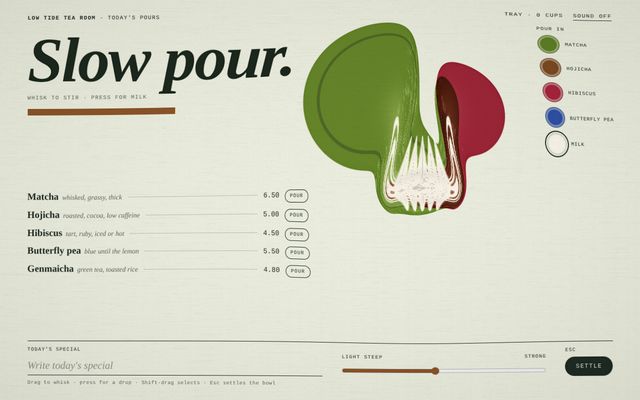 LOW TIDE TEA ROOM · TODAY'S POURS
TRAY · 0 CUPS SOUND OFF
Slow pour.
WHISK TO STIR · PRESS FOR MILK
POUR IN
MATCHA
HOJICHA
HIBISCUS
BUTTERFLY PEA
MILK
Matcha whisked, grassy, thick 6.50 POUR
Hojicha roasted, cocoa, low caffeine 5.00 POUR
Hibiscus tart, ruby, iced or hot 4.50 POUR
Butterfly pea blue until the lemon 5.50 POUR
Genmaicha green tea, toasted rice 4.80 POUR
TODAY'S SPECIAL
Write today's special
Drag to whisk · press for a drop · Shift-drag selects · Esc settles the bowl
LIGHT STEEP STRONG
ESC
SETTLE